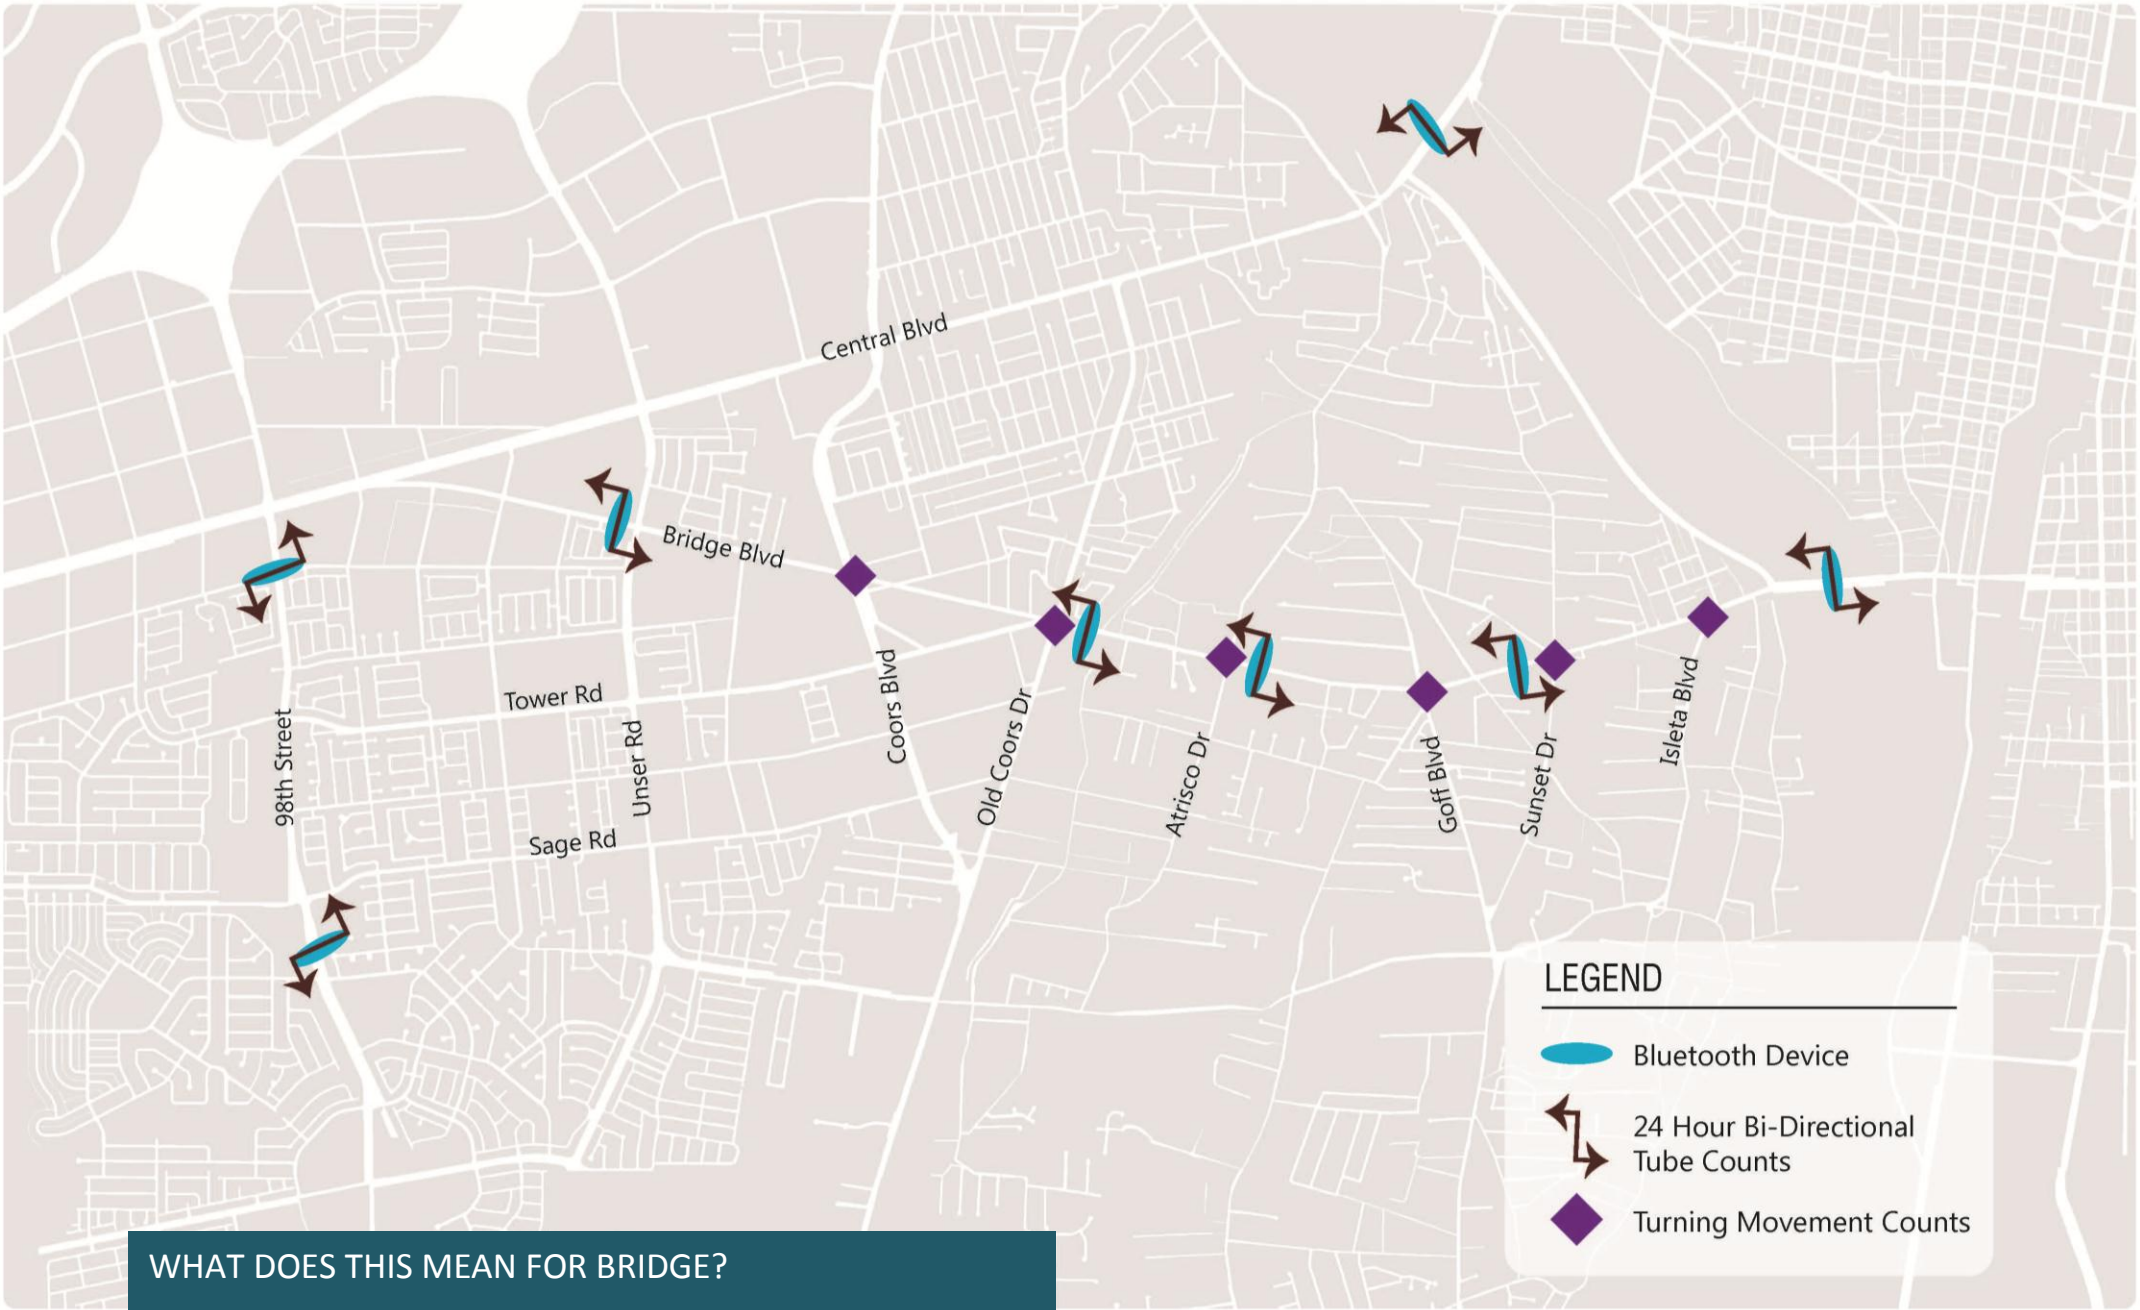 Central Blvd
Bridge Blvd
Tower Rd
Coors Blvd
Old Coors Dr
Isleta Blvd
98th Street
Unser Rd
Atrisco Dr
Goff Blvd
Sunset Dr
Sage Rd
LEGEND
Bluetooth Device
24 Hour Bi-Directional
Tube Counts
Turning Movement Counts
WHAT DOES THIS MEAN FOR BRIDGE?